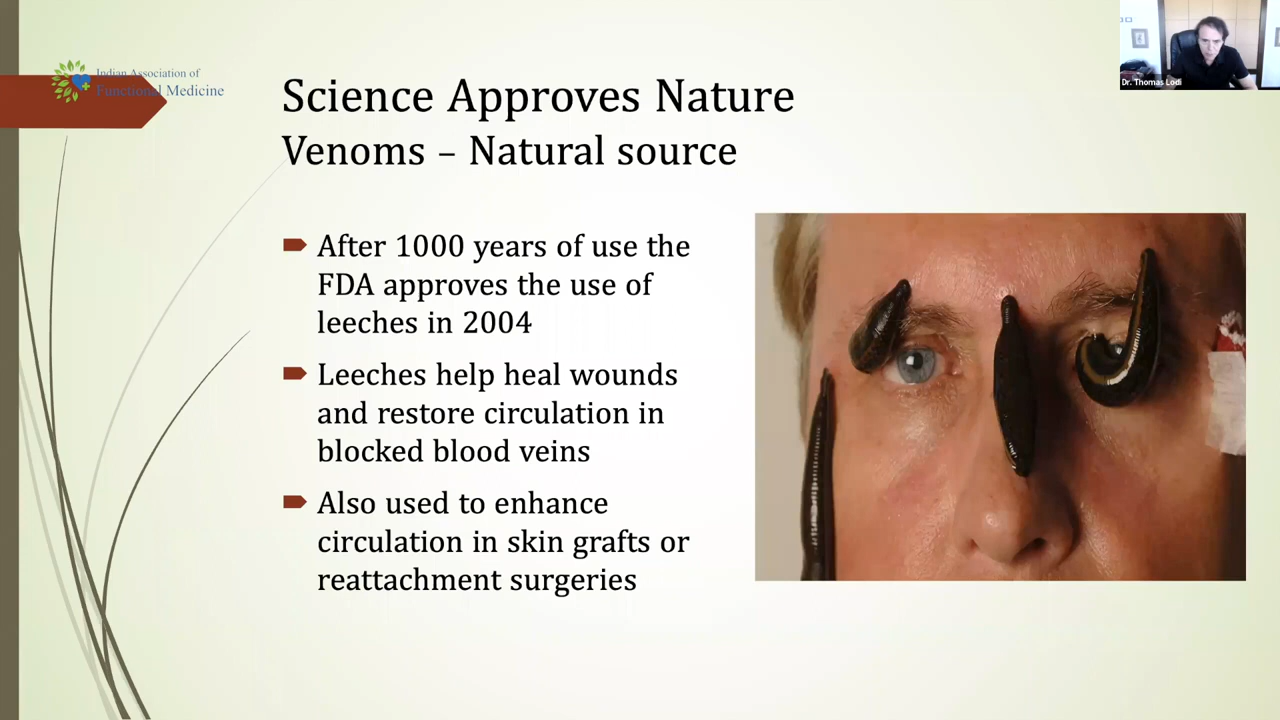 Indian Association of
Functional Medicine
Dr. Thomas Lodi
Science Approves Nature
Venoms – Natural source
After 1000 years of use the
FDA approves the use of
leeches in 2004
Leeches help heal wounds
and restore circulation in
blocked blood veins
Also used to enhance
circulation in skin grafts or
reattachment surgeries